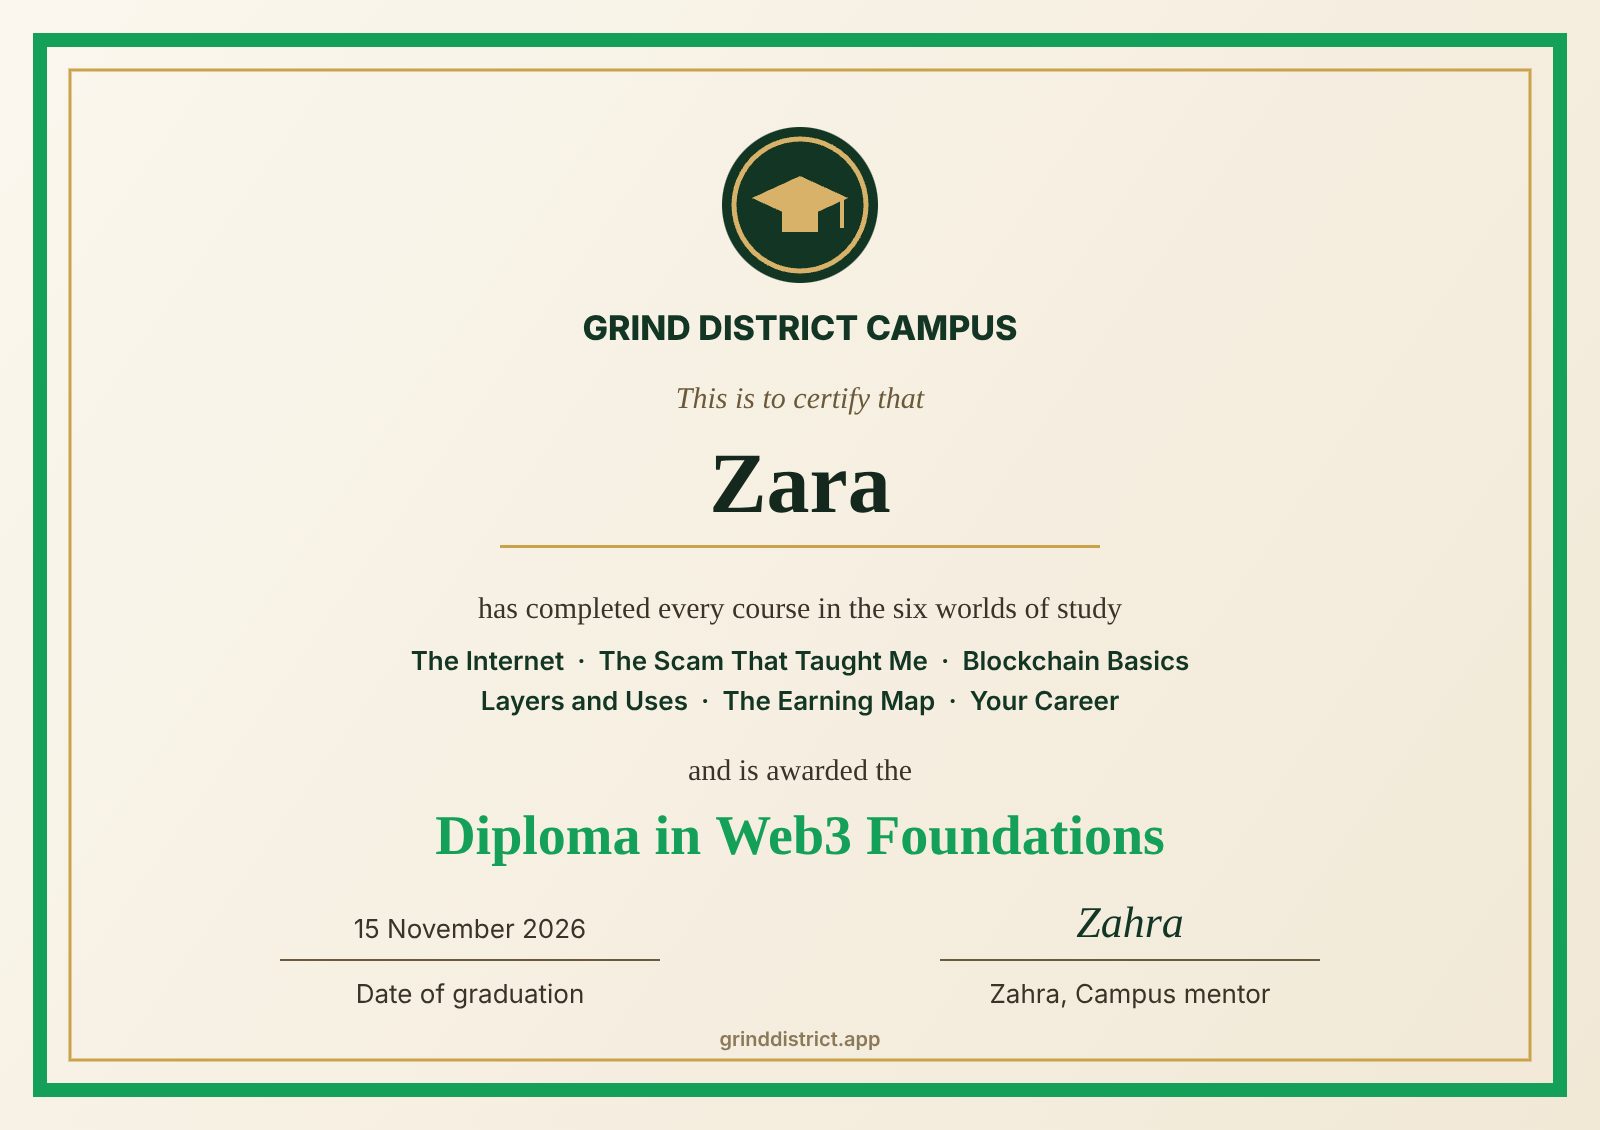 GRIND DISTRICT CAMPUS
This is to certify that
Zara
has completed every course in the six worlds of study
The Internet · The Scam That Taught Me · Blockchain Basics
Layers and Uses · The Earning Map · Your Career
and is awarded the
Diploma in Web3 Foundations
15 November 2026
Date of graduation
Zahra
Zahra, Campus mentor
grinddistrict.app